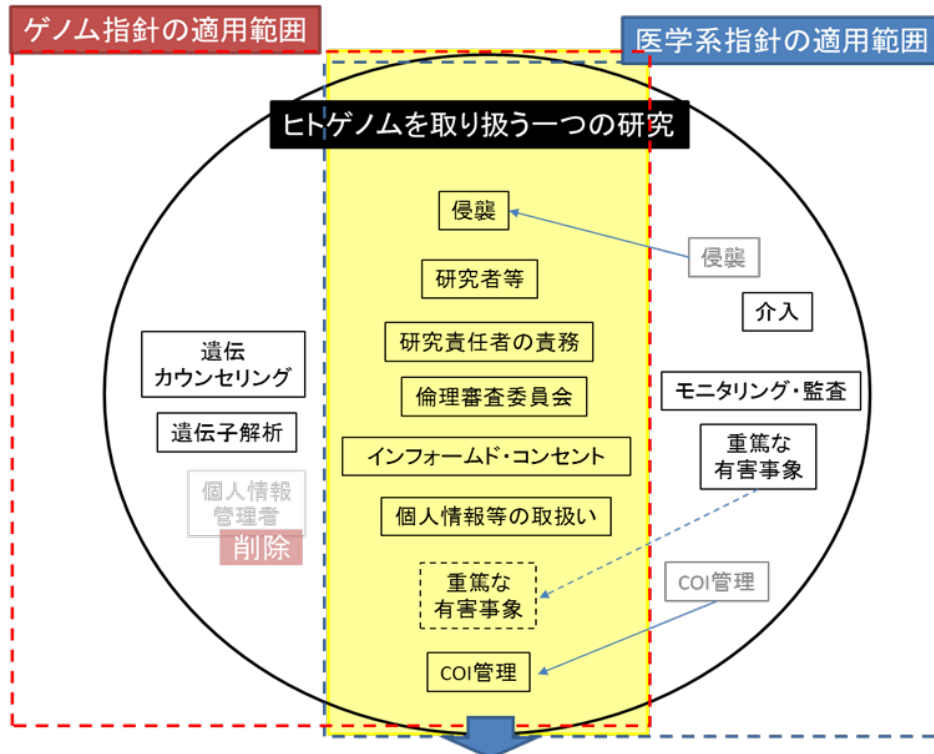 ゲノム指針の適用範囲
医学系指針の適用範囲
ヒトゲノムを取り扱う一つの研究
侵襲
侵襲
研究者等
介入
研究責任者の責務
遺伝
カウンセリング
倫理審査委員会
モニタリング・監査
遺伝子解析
重篤な
有害事象
インフォームド・コンセント
個人情報
管理者
削除
個人情報等の取扱い
重篤な
有害事象
COI管理
COI管理